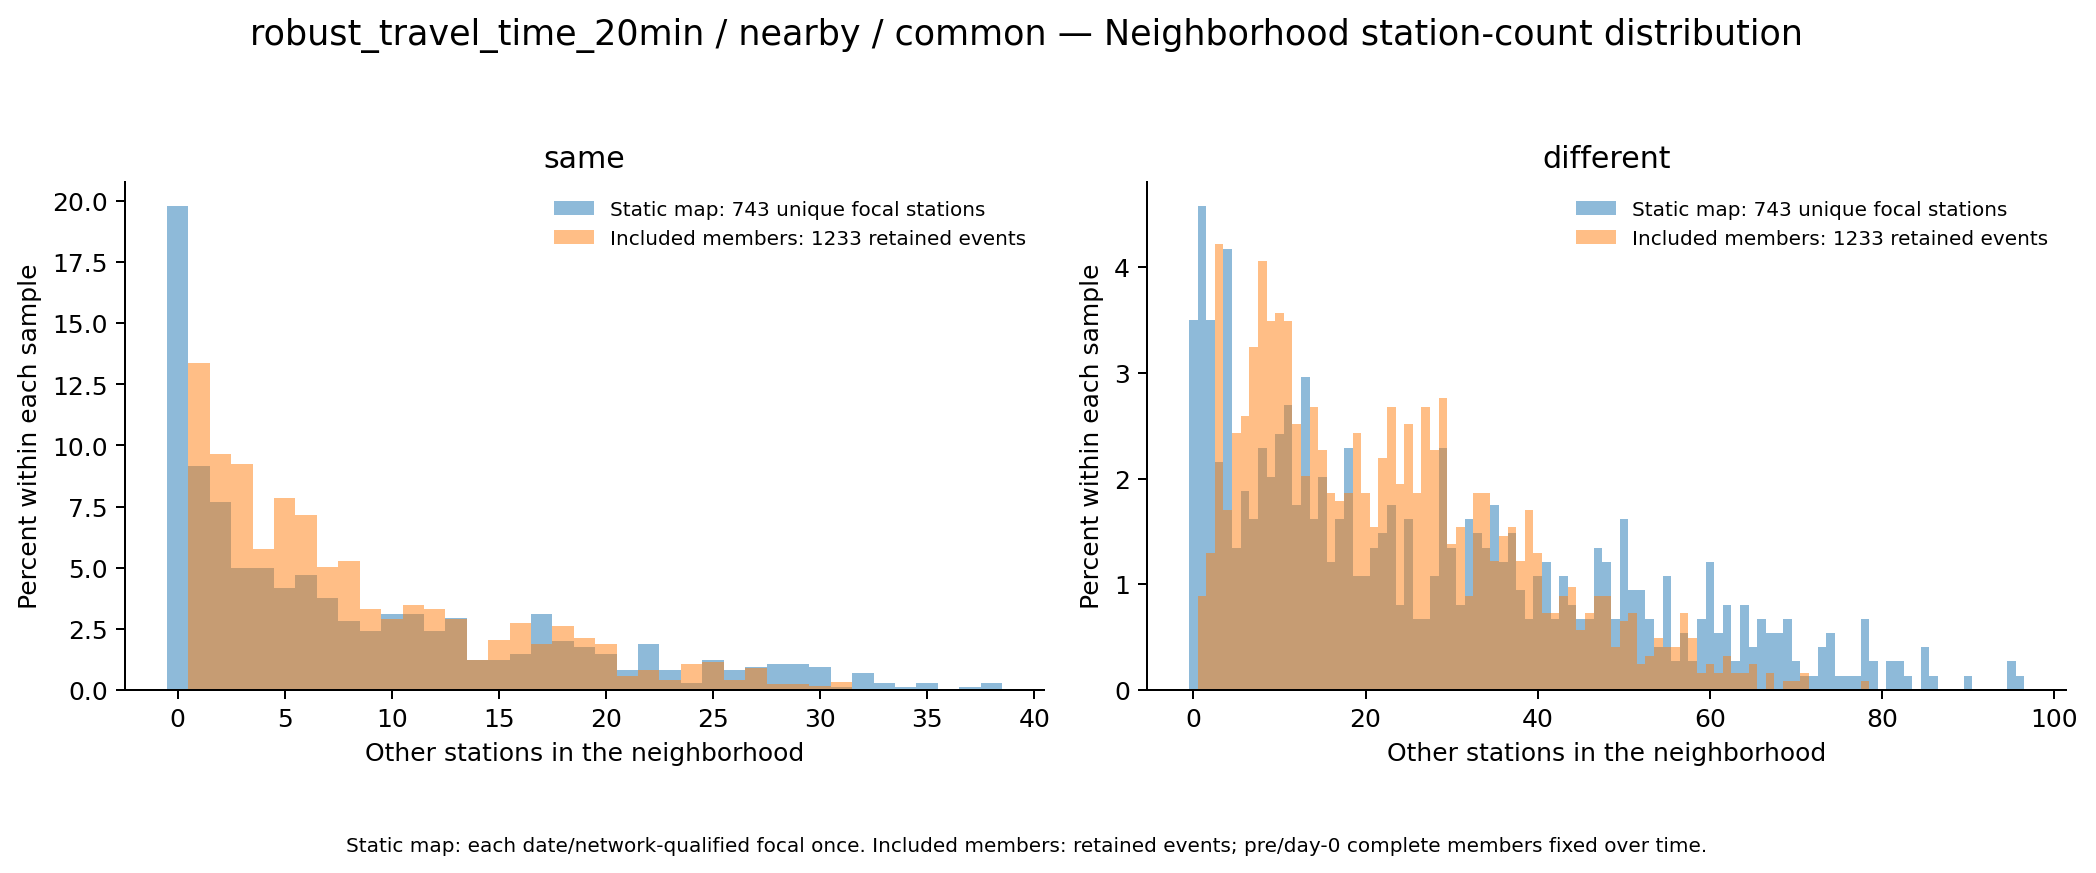 robust_travel_time_20min / nearby / common — Neighborhood station-count distribution
same
Static map: 743 unique focal stations
Included members: 1233 retained events
Percent within each sample
20.0
17.5
15.0
12.5
10.0
7.5
5.0
2.5
0.0
0 5 10 15 20 25 30 35 40
Other stations in the neighborhood
different
Static map: 743 unique focal stations
Included members: 1233 retained events
Percent within each sample
4
3
2
1
0
0 20 40 60 80 100
Other stations in the neighborhood
Static map: each date/network-qualified focal once. Included members: retained events; pre/day-0 complete members fixed over time.